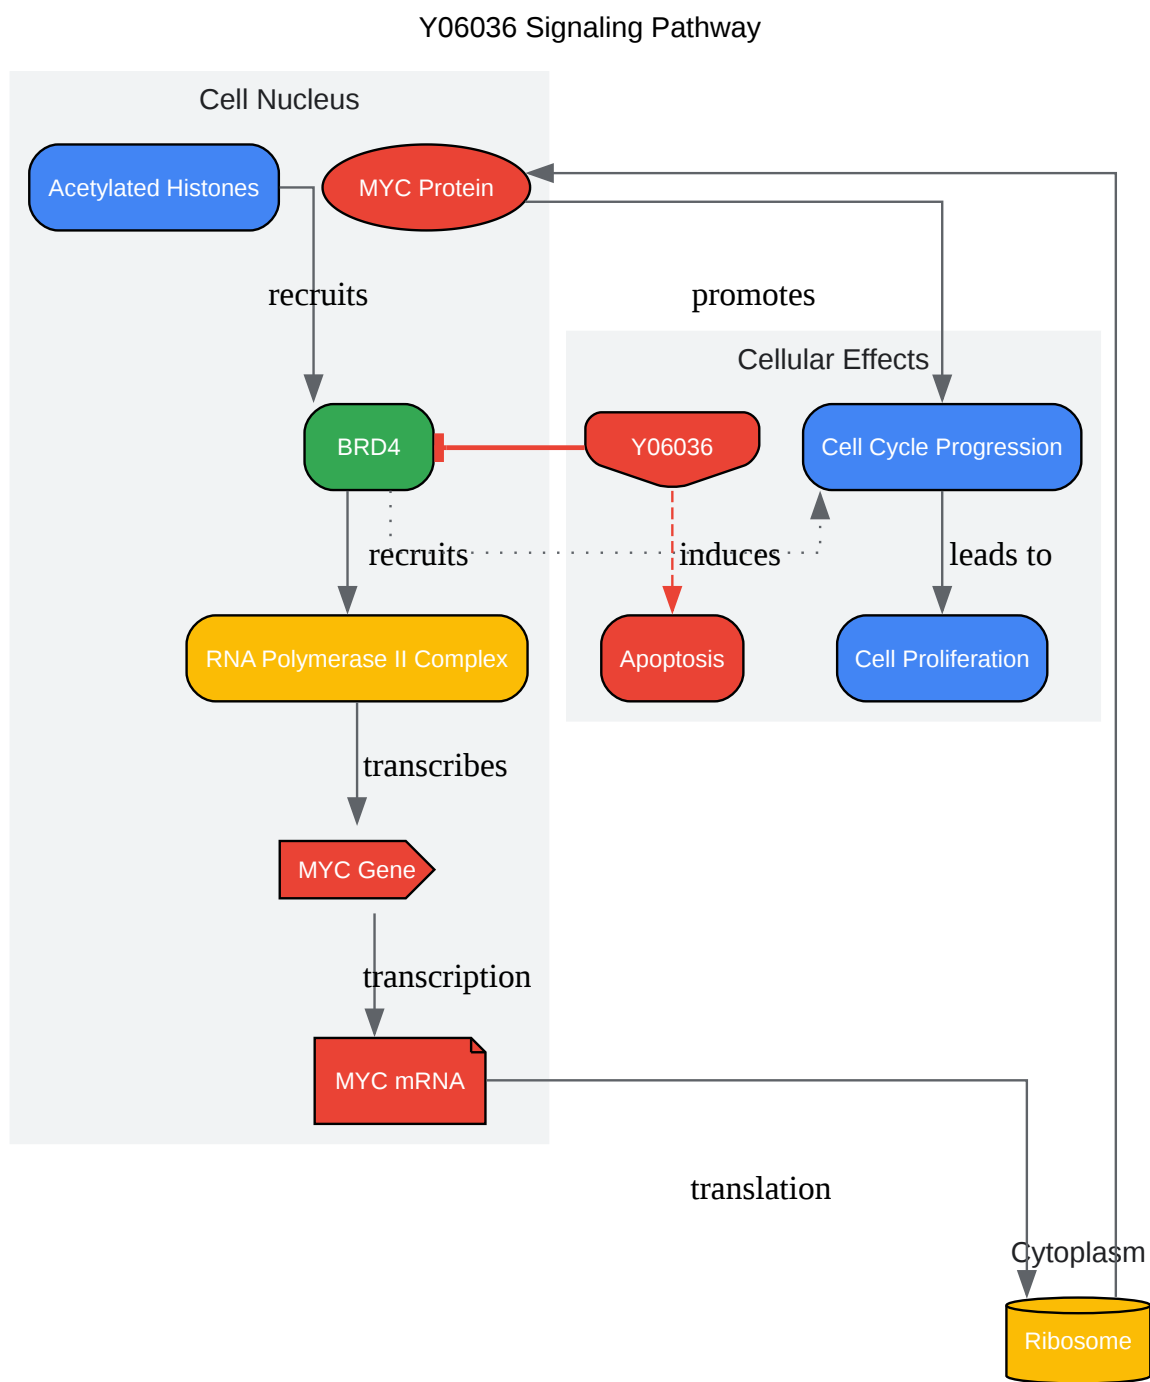 Y06036 Signaling Pathway
Cell Nucleus
Acetylated Histones
MYC Protein
recruits
promotes
Cellular Effects
BRD4
Y06036
Cell Cycle Progression
recruits
induces
leads to
RNA Polymerase II Complex
Apoptosis
Cell Proliferation
transcribes
MYC Gene
transcription
MYC mRNA
translation
Cytoplasm
Ribosome